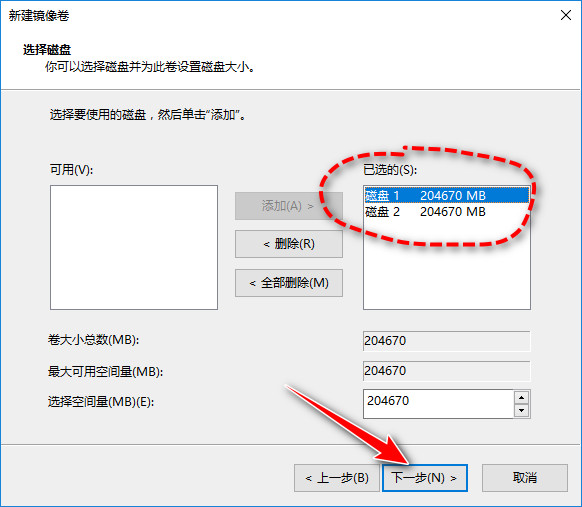 新建镜像卷
选择磁盘
你可以选择磁盘并为此卷设置磁盘大小。
选择要使用的磁盘，然后单击“添加”。
可用(V):
已选的(S):
磁盘 1 204670 MB
磁盘 2 204670 MB
添加(A) >
< 删除(R)
< 全部删除(M)
卷大小总数(MB): 204670
最大可用空间量(MB): 204670
选择空间量(MB)(E): 204670
< 上一步(B) 下一步(N) > 取消